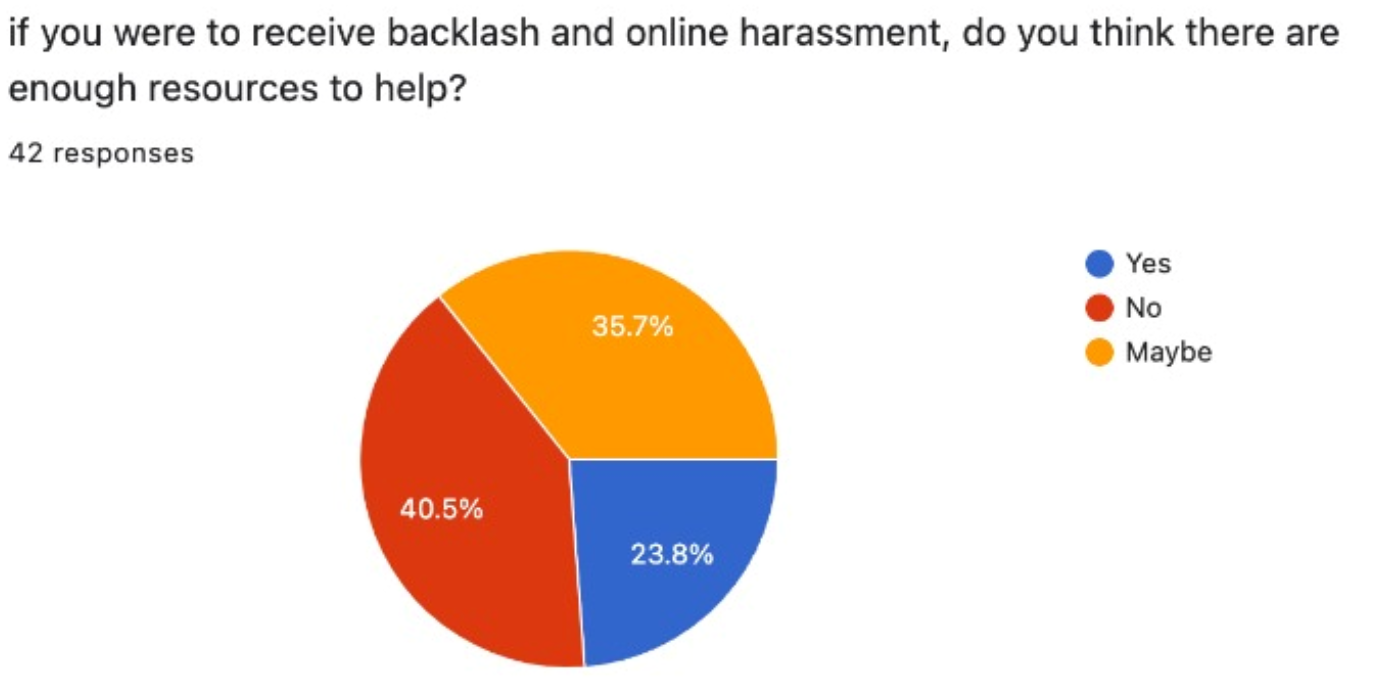 if you were to receive backlash and online harassment, do you think there are
enough resources to help?
42 responses
Yes
No
Maybe
35.7%
40.5%
23.8%